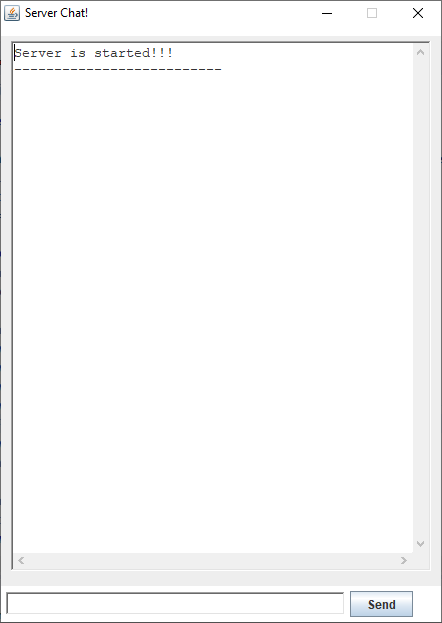 Server Chat!
Server is started!!!
--------------------------
Send